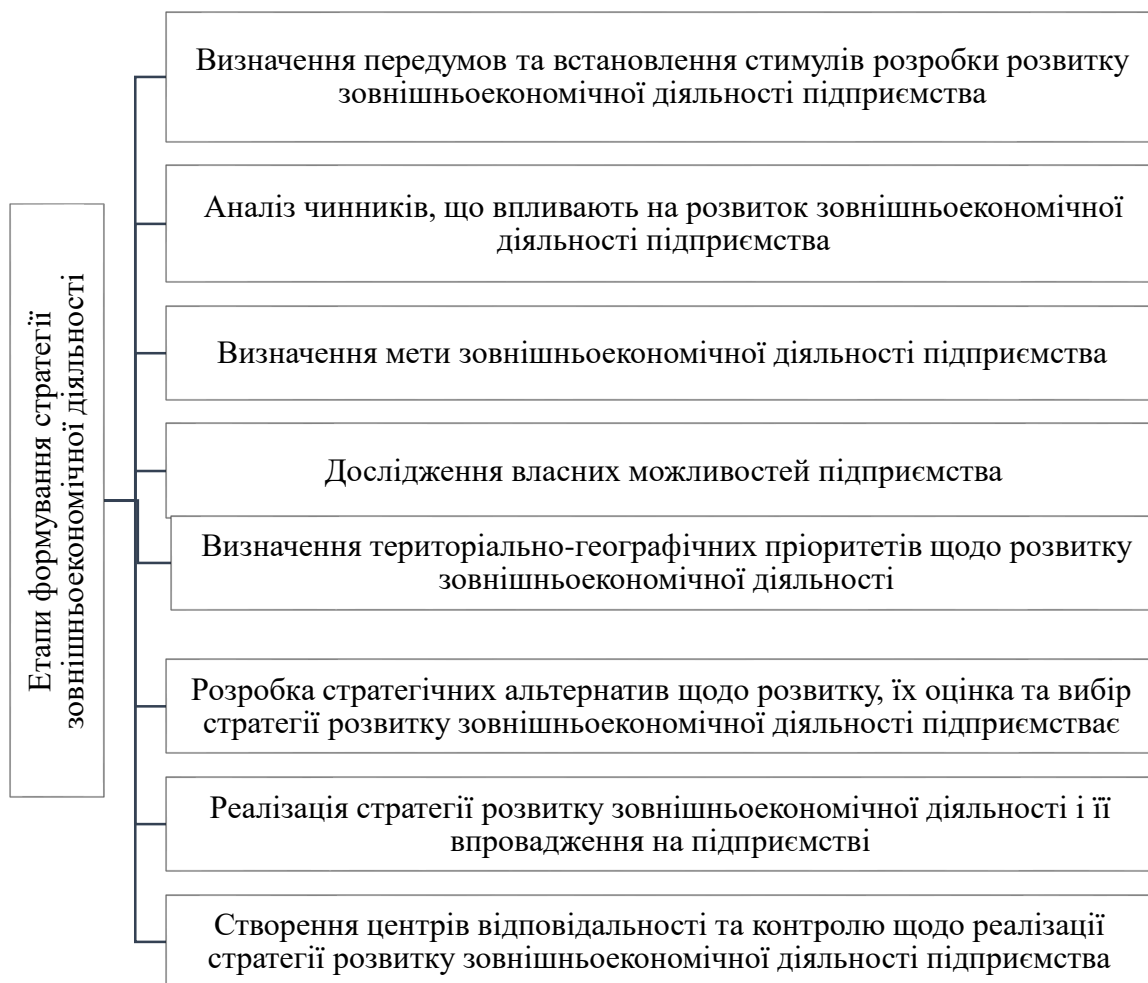 Етапи формування стратегії
зовнішньоекономічної діяльності
Визначення передумов та встановлення стимулів розробки розвитку
зовнішньоекономічної діяльності підприємства
Аналіз чинників, що впливають на розвиток зовнішньоекономічної
діяльності підприємства
Визначення мети зовнішньоекономічної діяльності підприємства
Дослідження власних можливостей підприємства
Визначення територіально-географічних пріоритетів щодо розвитку
зовнішньоекономічної діяльності
Розробка стратегічних альтернатив щодо розвитку, їх оцінка та вибір
стратегії розвитку зовнішньоекономічної діяльності підприємстває
Реалізація стратегії розвитку зовнішньоекономічної діяльності і її
впровадження на підприємстві
Створення центрів відповідальності та контролю щодо реалізації
стратегії розвитку зовнішньоекономічної діяльності підприємства